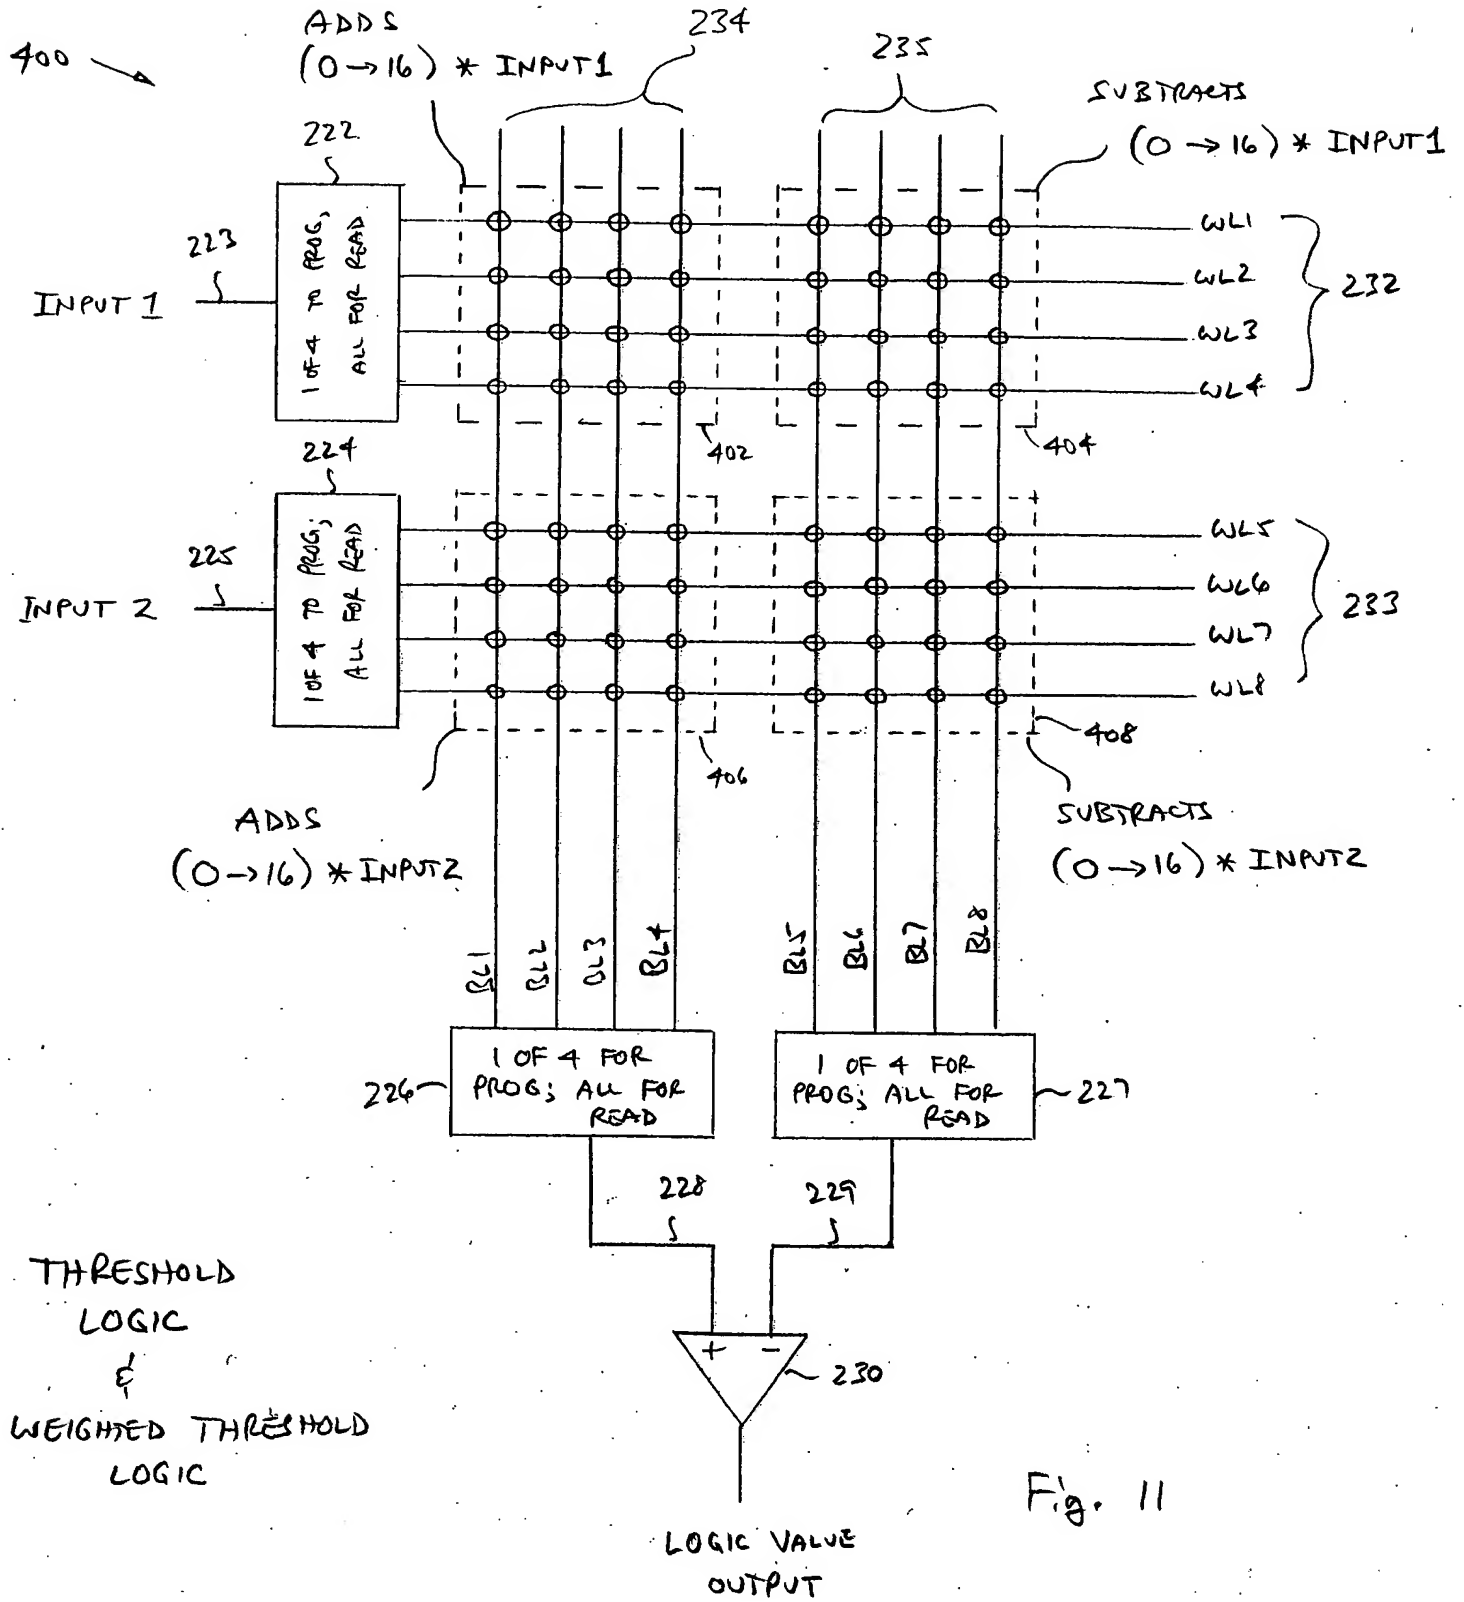 400
ADDS
(0→16) * INPUT1
234
235
SUBTRACTS
(0→16) * INPUT1
222
223
INPUT 1
1 OF 4 TO PROG;
ALL FOR READ
WL1
WL2
WL3
WL4
232
402
404
224
225
INPUT 2
1 OF 4 TO PROG;
ALL FOR READ
WL5
WL6
WL7
WL8
233
406
408
ADDS
(0→16) * INPUT2
SUBTRACTS
(0→16) * INPUT2
BL1
BL2
BL3
BL4
BL5
BL6
BL7
BL8
226
1 OF 4 FOR
PROG; ALL FOR
READ
1 OF 4 FOR
PROG; ALL FOR
READ
227
228
229
+
-
230
THRESHOLD
LOGIC
&
WEIGHTED THRESHOLD
LOGIC
LOGIC VALUE
OUTPUT
Fig. 11